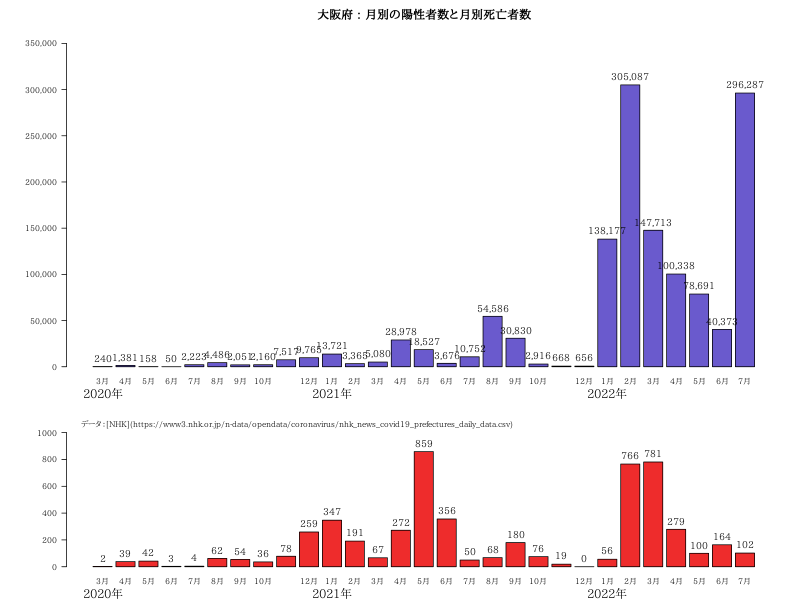 大阪府：月別の陽性者数と月別死亡者数
350,000
300,000
250,000
200,000
150,000
100,000
50,000
0
240 1,381 158 50 2,223 4,486 2,051 2,160 7,517 9,765 13,721 3,365 5,080 28,978 18,527 3,676 10,752 54,586 30,830 2,916 668 656 138,177 305,087 147,713 100,338 78,691 40,373 296,287
3月 4月 5月 6月 7月 8月 9月 10月 12月 1月 2月 3月 4月 5月 6月 7月 8月 9月 10月 12月 1月 2月 3月 4月 5月 6月 7月
2020年 2021年 2022年
データ：[NHK](https://www3.nhk.or.jp/n-data/opendata/coronavirus/nhk_news_covid19_prefectures_daily_data.csv)
1000
800
600
400
200
0
2 39 42 3 4 62 54 36 78 259 347 191 67 272 859 356 50 68 180 76 19 0 56 766 781 279 100 164 102
3月 4月 5月 6月 7月 8月 9月 10月 12月 1月 2月 3月 4月 5月 6月 7月 8月 9月 10月 12月 1月 2月 3月 4月 5月 6月 7月
2020年 2021年 2022年